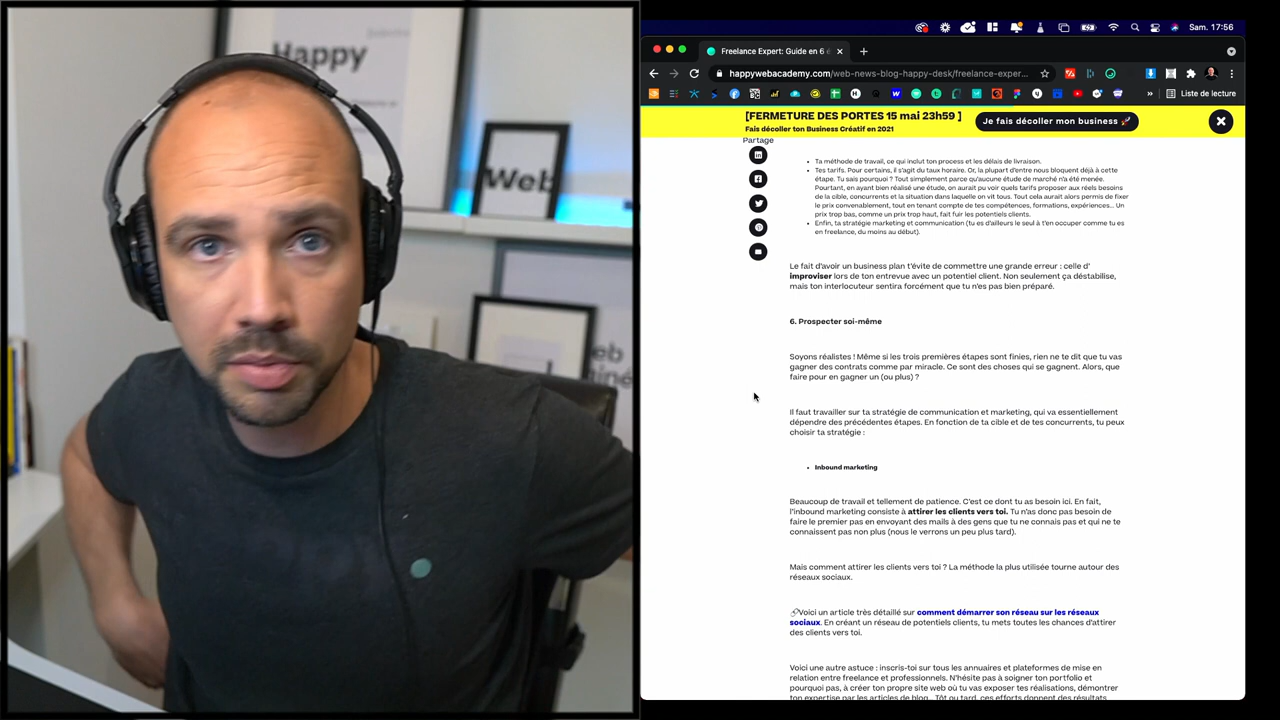 Happy
Web
Sam. 17:56
Freelance Expert: Guide en 6 é
happywebacademy.com/web-news-blog-happy-desk/freelance-exper...
Liste de lecture
[FERMETURE DES PORTES 15 mai 23h59 ]
Fais décoller ton Business Créatif en 2021
Je fais décoller mon business 🚀
Partage
• Ta méthode de travail, ce qui inclut ton process et les délais de livraison.
• Tes tarifs. Pour certains, il s'agit du taux horaire. Or, la plupart d'entre nous bloquent déjà à cette
étape. Tu sais pourquoi ? Tout simplement parce qu'aucune étude de marché n'a été menée.
Pourtant, en ayant bien réalisé une étude, on aurait pu voir quels tarifs proposer aux réels besoins
de la cible, concurrents et la situation dans laquelle on vit tous. Tout cela aurait alors permis de fixer
le prix convenablement, tout en tenant compte de tes compétences, formations, expériences... Un
prix trop bas, comme un prix trop haut, fait fuir les potentiels clients.
• Enfin, ta stratégie marketing et communication (tu es d'ailleurs le seul à t'en occuper comme tu es
en freelance, du moins au début).
Le fait d'avoir un business plan t'évite de commettre une grande erreur : celle d'
improviser lors de ton entrevue avec un potentiel client. Non seulement ça déstabilise,
mais ton interlocuteur sentira forcément que tu n'es pas bien préparé.
6. Prospecter soi-même
Soyons réalistes ! Même si les trois premières étapes sont finies, rien ne te dit que tu vas
gagner des contrats comme par miracle. Ce sont des choses qui se gagnent. Alors, que
faire pour en gagner un (ou plus) ?
Il faut travailler sur ta stratégie de communication et marketing, qui va essentiellement
dépendre des précédentes étapes. En fonction de ta cible et de tes concurrents, tu peux
choisir ta stratégie :
• Inbound marketing
Beaucoup de travail et tellement de patience. C'est ce dont tu as besoin ici. En fait,
l'inbound marketing consiste à attirer les clients vers toi. Tu n'as donc pas besoin de
faire le premier pas en envoyant des mails à des gens que tu ne connais pas et qui ne te
connaissent pas non plus (nous le verrons un peu plus tard).
Mais comment attirer les clients vers toi ? La méthode la plus utilisée tourne autour des
réseaux sociaux.
🔗Voici un article très détaillé sur comment démarrer son réseau sur les réseaux
sociaux. En créant un réseau de potentiels clients, tu mets toutes les chances d'attirer
des clients vers toi.
Voici une autre astuce : inscris-toi sur tous les annuaires et plateformes de mise en
relation entre freelance et professionnels. N'hésite pas à soigner ton portfolio et
pourquoi pas, à créer ton propre site web où tu vas exposer tes réalisations, démontrer
ton expertise par les articles de blog... Tôt ou tard, ces efforts donnent des résultats